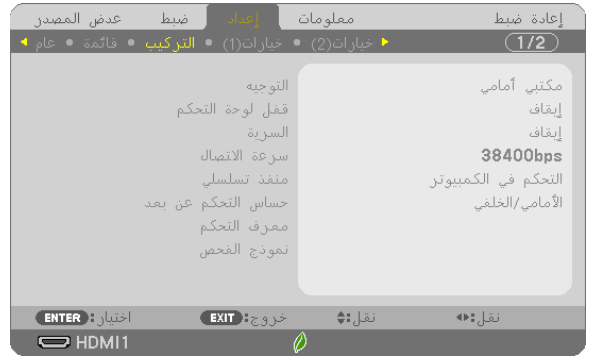 عرض المصدر ضبط إعداد معلومات إعادة ضبط
عام • قائمة • التركيب • خيارات(1) • خيارات(2) (1/2)
التوجيه مكتبي أمامي
قفل لوحة التحكم إيقاف
السرية إيقاف
سرعة الاتصال 38400bps
منفذ تسلسلي التحكم في الكمبيوتر
حساس التحكم عن بعد الأمامي/الخلفي
معرف التحكم
نموذج الفحص
ENTER: اختيار EXIT: خروج نقل: نقل:
HDMI1